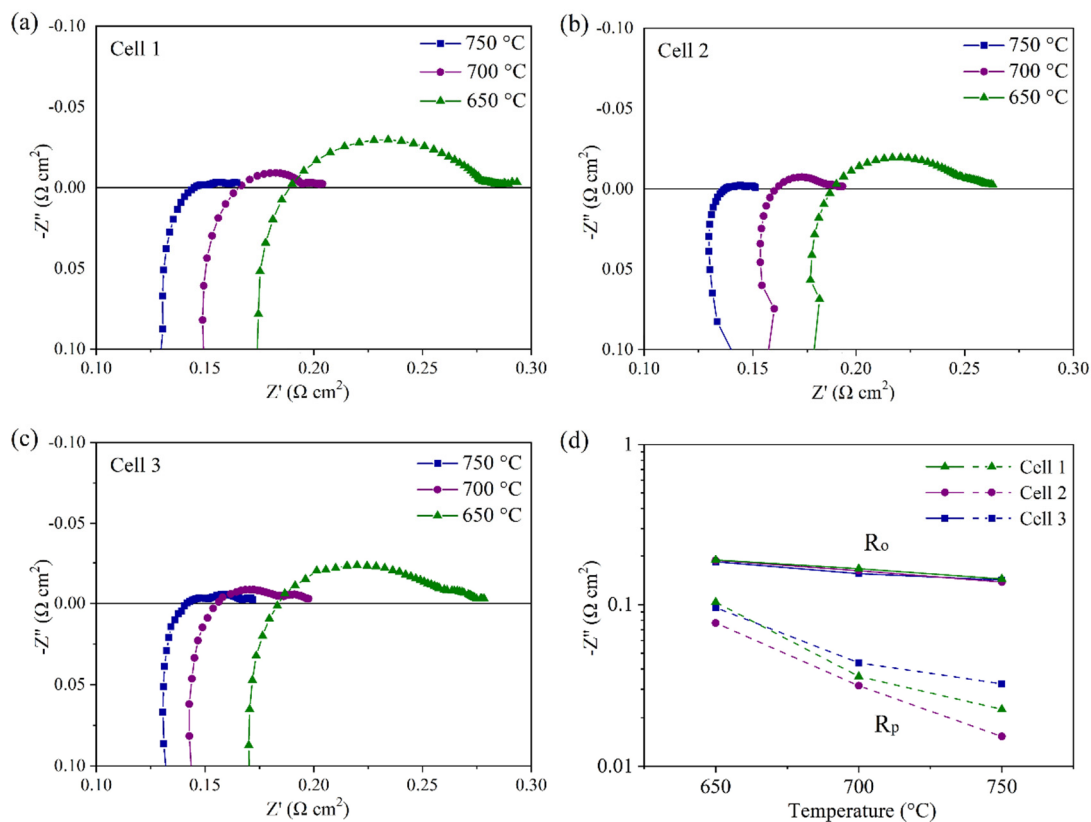 (a)
Cell 1
750 °C
700 °C
650 °C
-0.10
-0.05
0.00
0.05
0.10
-Z" (Ω cm²)
0.10 0.15 0.20 0.25 0.30
Z' (Ω cm²)
(b)
Cell 2
750 °C
700 °C
650 °C
-0.10
-0.05
0.00
0.05
0.10
-Z" (Ω cm²)
0.10 0.15 0.20 0.25 0.30
Z' (Ω cm²)
(c)
Cell 3
750 °C
700 °C
650 °C
-0.10
-0.05
0.00
0.05
0.10
-Z" (Ω cm²)
0.10 0.15 0.20 0.25 0.30
Z' (Ω cm²)
(d)
Cell 1
Cell 2
Cell 3
1
0.1
0.01
-Z" (Ω cm²)
Rₒ
Rₚ
650 700 750
Temperature (°C)